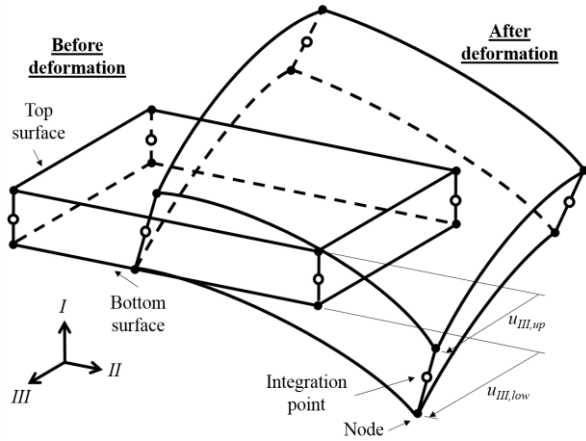 Before
deformation
After
deformation
Top
surface
Bottom
surface
I
II
III
Integration
point
Node
u_{III,up}
u_{III,low}